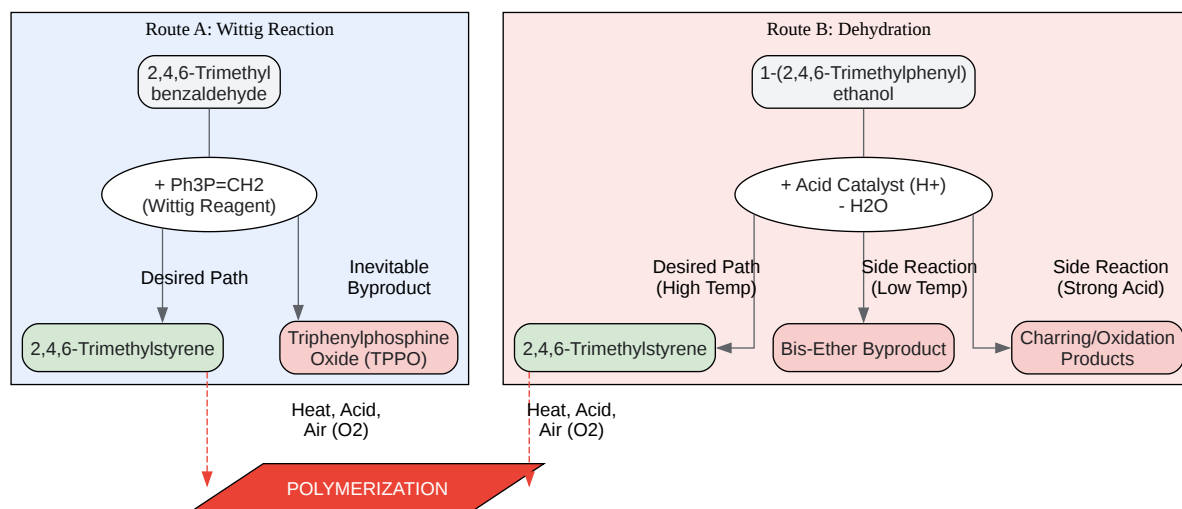 Route A: Wittig Reaction
2,4,6-Trimethyl
benzaldehyde
+ Ph3P=CH2
(Wittig Reagent)
Desired Path
Inevitable
Byproduct
2,4,6-Trimethylstyrene
Triphenylphosphine
Oxide (TPPO)
Route B: Dehydration
1-(2,4,6-Trimethylphenyl)
ethanol
+ Acid Catalyst (H+)
- H2O
Desired Path
(High Temp)
Side Reaction
(Low Temp)
Side Reaction
(Strong Acid)
2,4,6-Trimethylstyrene
Bis-Ether Byproduct
Charring/Oxidation
Products
Heat, Acid,
Air (O2)
Heat, Acid,
Air (O2)
POLYMERIZATION